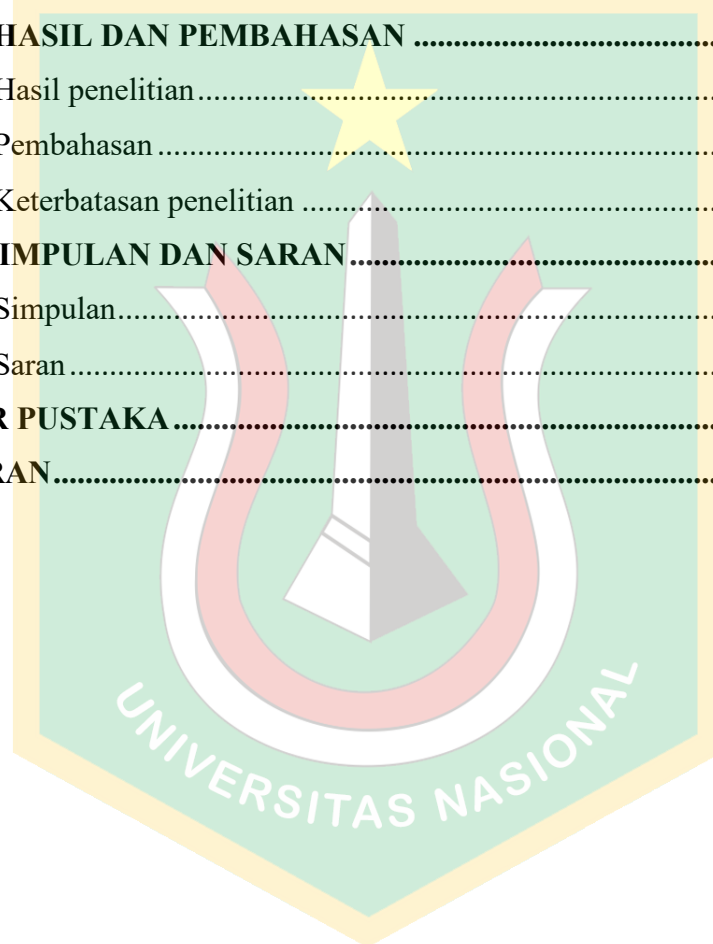 HASIL DAN PEMBAHASAN ........................................
Hasil penelitian........................................................................
Pembahasan ............................................................................
Keterbatasan penelitian .........................................................
IMPULAN DAN SARAN..............................................
Simpulan..................................................................................
Saran ........................................................................................
R PUSTAKA....................................................................
RAN...................................................................................
UNIVERSITAS NASIONAL